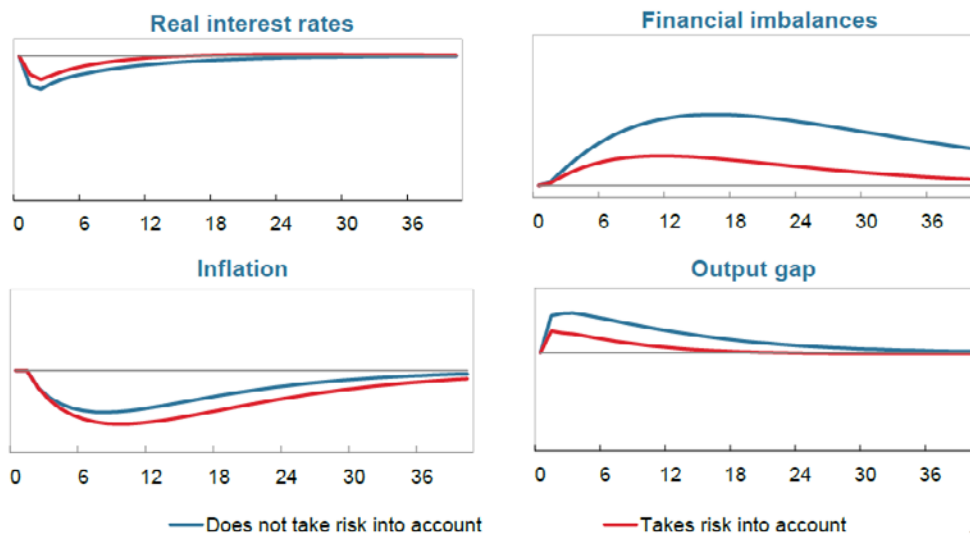 Real interest rates
Financial imbalances
0 6 12 18 24 30 36
0 6 12 18 24 30 36
Inflation
Output gap
0 6 12 18 24 30 36
0 6 12 18 24 30 36
Does not take risk into account
Takes risk into account